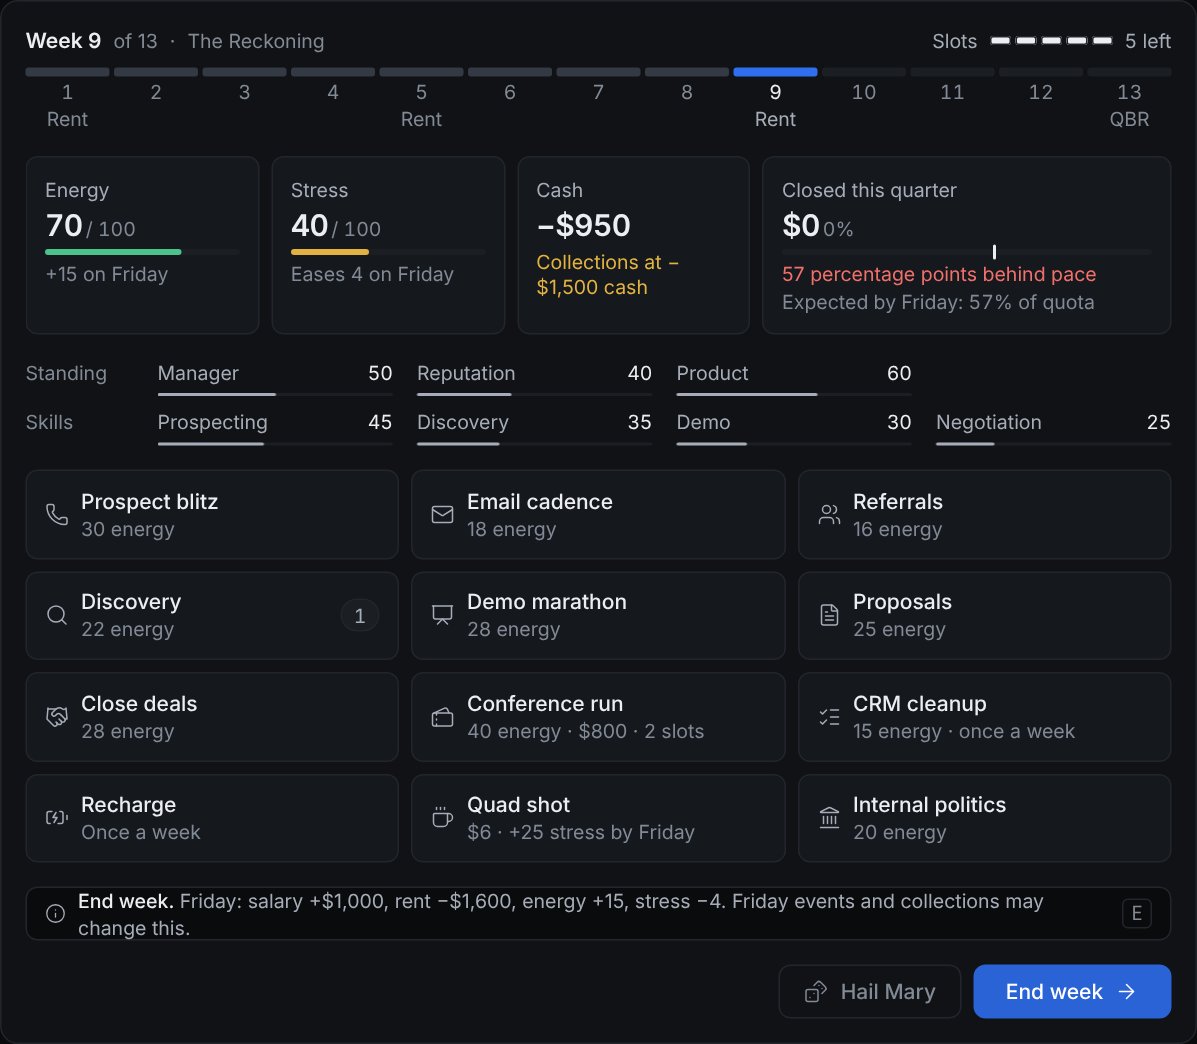 Week 9 of 13 · The Reckoning
Slots 5 left
1 2 3 4 5 6 7 8 9 10 11 12 13
Rent Rent Rent QBR
Energy
70 / 100
+15 on Friday
Stress
40 / 100
Eases 4 on Friday
Cash
−$950
Collections at −
$1,500 cash
Closed this quarter
$0 0%
57 percentage points behind pace
Expected by Friday: 57% of quota
Standing Manager 50 Reputation 40 Product 60
Skills Prospecting 45 Discovery 35 Demo 30 Negotiation 25
Prospect blitz
30 energy
Email cadence
18 energy
Referrals
16 energy
Discovery
22 energy
1
Demo marathon
28 energy
Proposals
25 energy
Close deals
28 energy
Conference run
40 energy · $800 · 2 slots
CRM cleanup
15 energy · once a week
Recharge
Once a week
Quad shot
$6 · +25 stress by Friday
Internal politics
20 energy
End week. Friday: salary +$1,000, rent −$1,600, energy +15, stress −4. Friday events and collections may
change this.
E
Hail Mary
End week